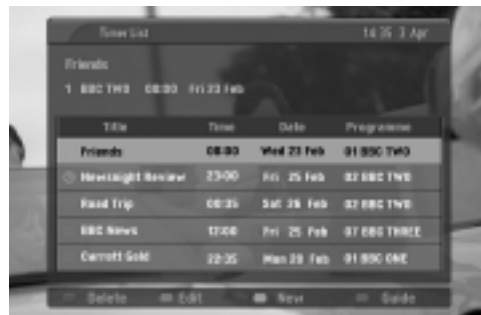 Timer List 14:35 3 Apr
Friends
1 BBC TWO 08:00 Fri 23 Feb
Title Time Date Programme
Friends 08:00 Wed 23 Feb 01 BBC TWO
Newsnight Review 23:00 Fri 25 Feb 02 BBC TWO
Road Trip 00:35 Sat 26 Feb 02 BBC TWO
BBC News 12:00 Fri 25 Feb 07 BBC THREE
Carrott Gold 22:35 Mon 28 Feb 01 BBC ONE
Delete Edit New Guide